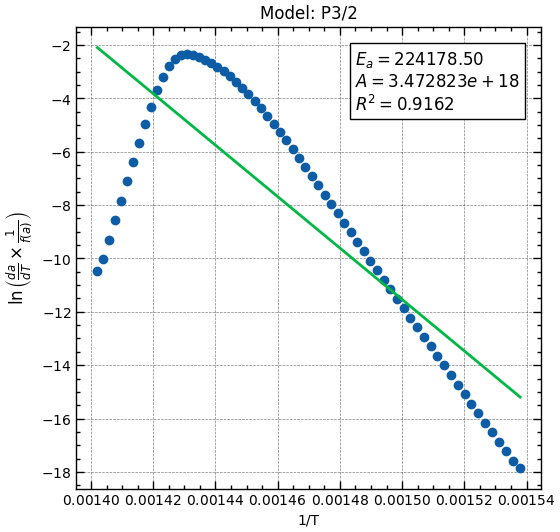 Model: P3/2
E_a = 224178.50
A = 3.472823e + 18
R^2 = 0.9162
−2
−4
−6
−8
−10
−12
−14
−16
−18
ln(da/dT × 1/f(a))
0.00140 0.00142 0.00144 0.00146 0.00148 0.00150 0.00152 0.00154
1/T